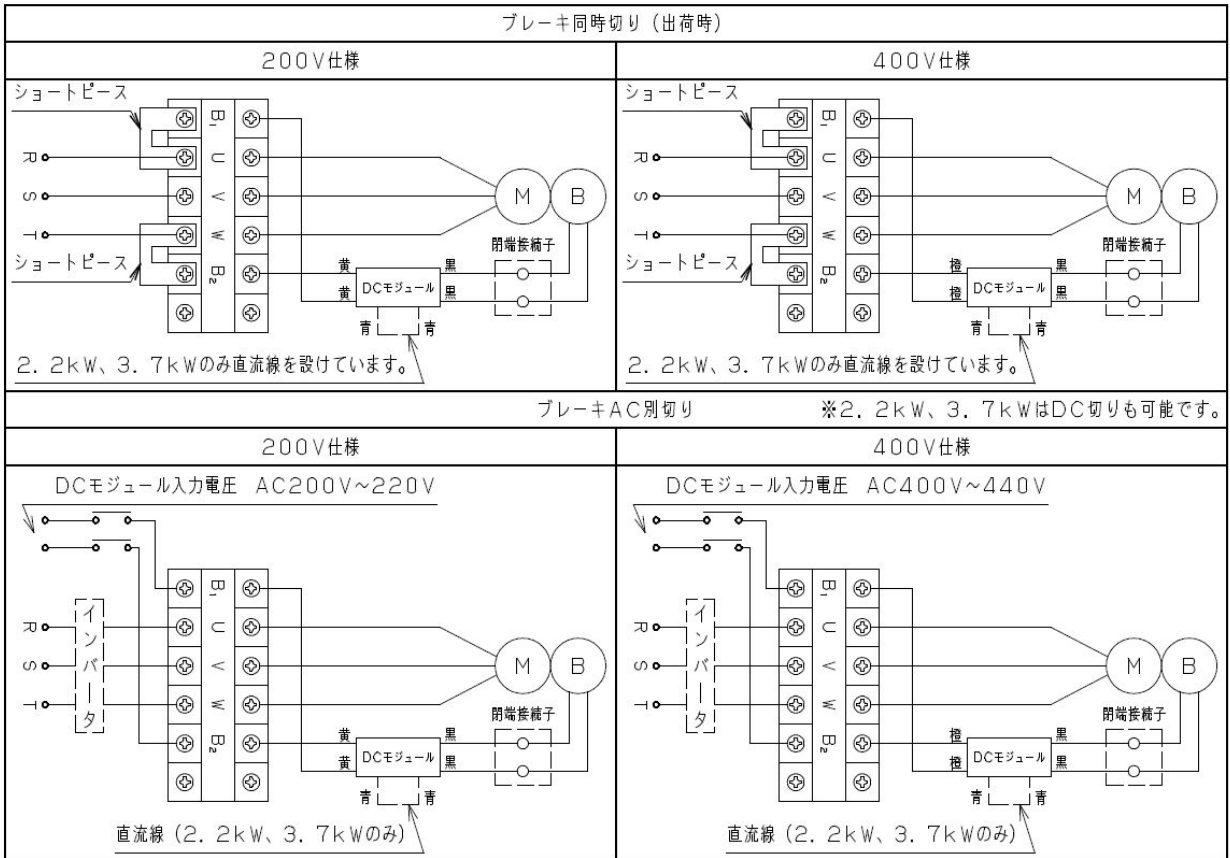 ブレーキ同時切り（出荷時）
200V仕様
400V仕様
ショートピース
R
S
T
ショートピース
B₁
U
V
W
B₂
M
B
閉端接続子
黄
黄
DCモジュール
黒
黒
青
青
2．2kW、3．7kWのみ直流線を設けています。
ショートピース
R
S
T
ショートピース
B₁
U
V
W
B₂
M
B
閉端接続子
橙
橙
DCモジュール
黒
黒
青
青
2．2kW、3．7kWのみ直流線を設けています。
ブレーキAC別切り
※2．2kW、3．7kWはDC切りも可能です。
200V仕様
400V仕様
DCモジュール入力電圧 AC200V～220V
R
S
T
インバータ
B₁
U
V
W
B₂
M
B
閉端接続子
黄
黄
DCモジュール
黒
黒
青
青
直流線（2．2kW、3．7kWのみ）
DCモジュール入力電圧 AC400V～440V
R
S
T
インバータ
B₁
U
V
W
B₂
M
B
閉端接続子
橙
橙
DCモジュール
黒
黒
青
青
直流線（2．2kW、3．7kWのみ）